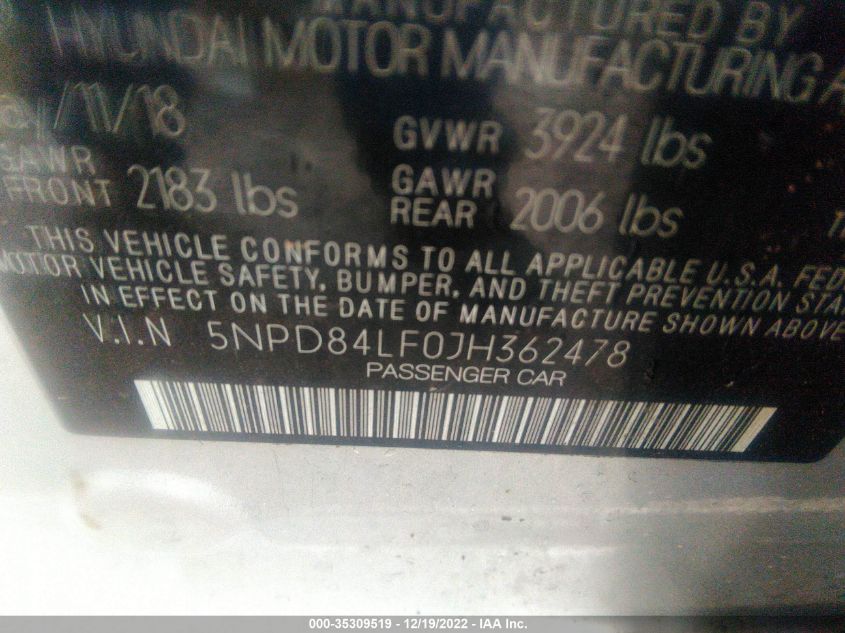 MANUFACTURED BY
HYUNDAI MOTOR MANUFACTURING A
/11/18
GVWR 3924 lbs
GAWR
FRONT 2183 lbs
GAWR
REAR 2006 lbs
THIS VEHICLE CONFORMS TO ALL APPLICABLE U.S.A. FED
MOTOR VEHICLE SAFETY, BUMPER, AND THEFT PREVENTION STA
IN EFFECT ON THE DATE OF MANUFACTURE SHOWN ABOVE
V.I.N 5NPD84LF0JH362478
PASSENGER CAR
000-35309519 - 12/19/2022 - IAA Inc.